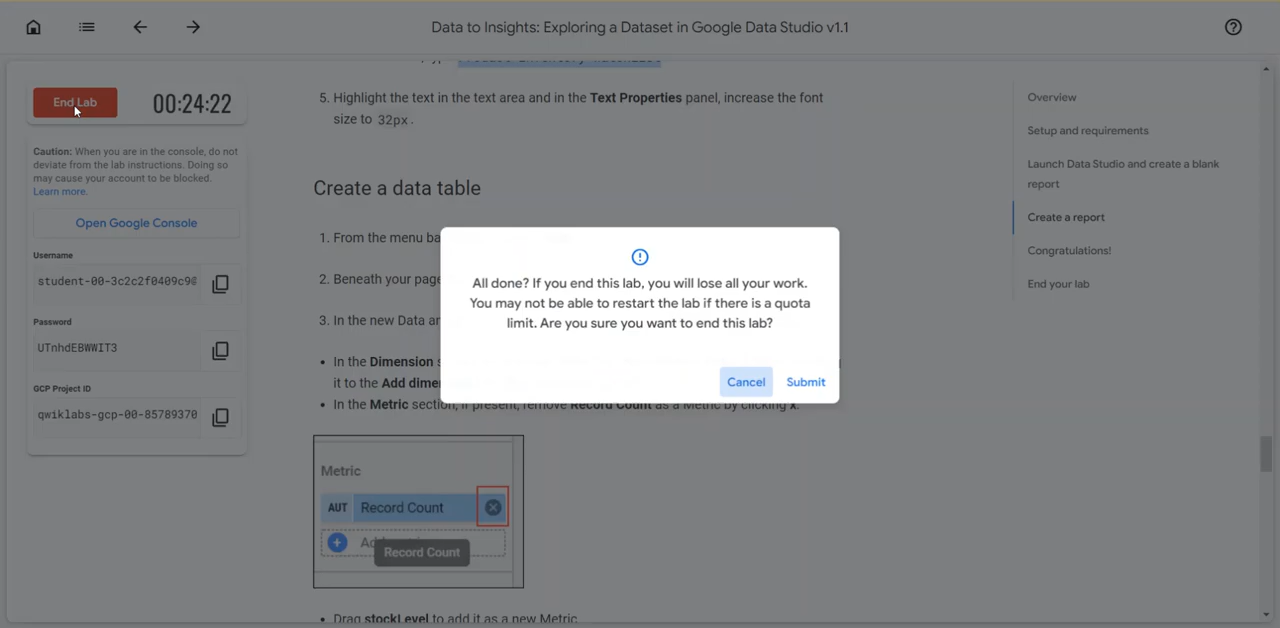 Data to Insights: Exploring a Dataset in Google Data Studio v1.1
End Lab
00:24:22
Caution: When you are in the console, do not
deviate from the lab instructions. Doing so
may cause your account to be blocked.
Learn more.
Open Google Console
Username
student-00-3c2c2f0409c9@
Password
UTnhdEBWWIT3
GCP Project ID
qwiklabs-gcp-00-85789370
5. Highlight the text in the text area and in the Text Properties panel, increase the font
size to 32px.
Create a data table
1. From the menu ba
2. Beneath your page
3. In the new Data an
• In the Dimension
it to the Add dime
• In the Metric section, if present, remove Record Count as a Metric by clicking x.
Metric
AUT Record Count
Record Count
• Drag stockLevel to add it as a new Metric
All done? If you end this lab, you will lose all your work.
You may not be able to restart the lab if there is a quota
limit. Are you sure you want to end this lab?
Cancel Submit
Overview
Setup and requirements
Launch Data Studio and create a blank
report
Create a report
Congratulations!
End your lab